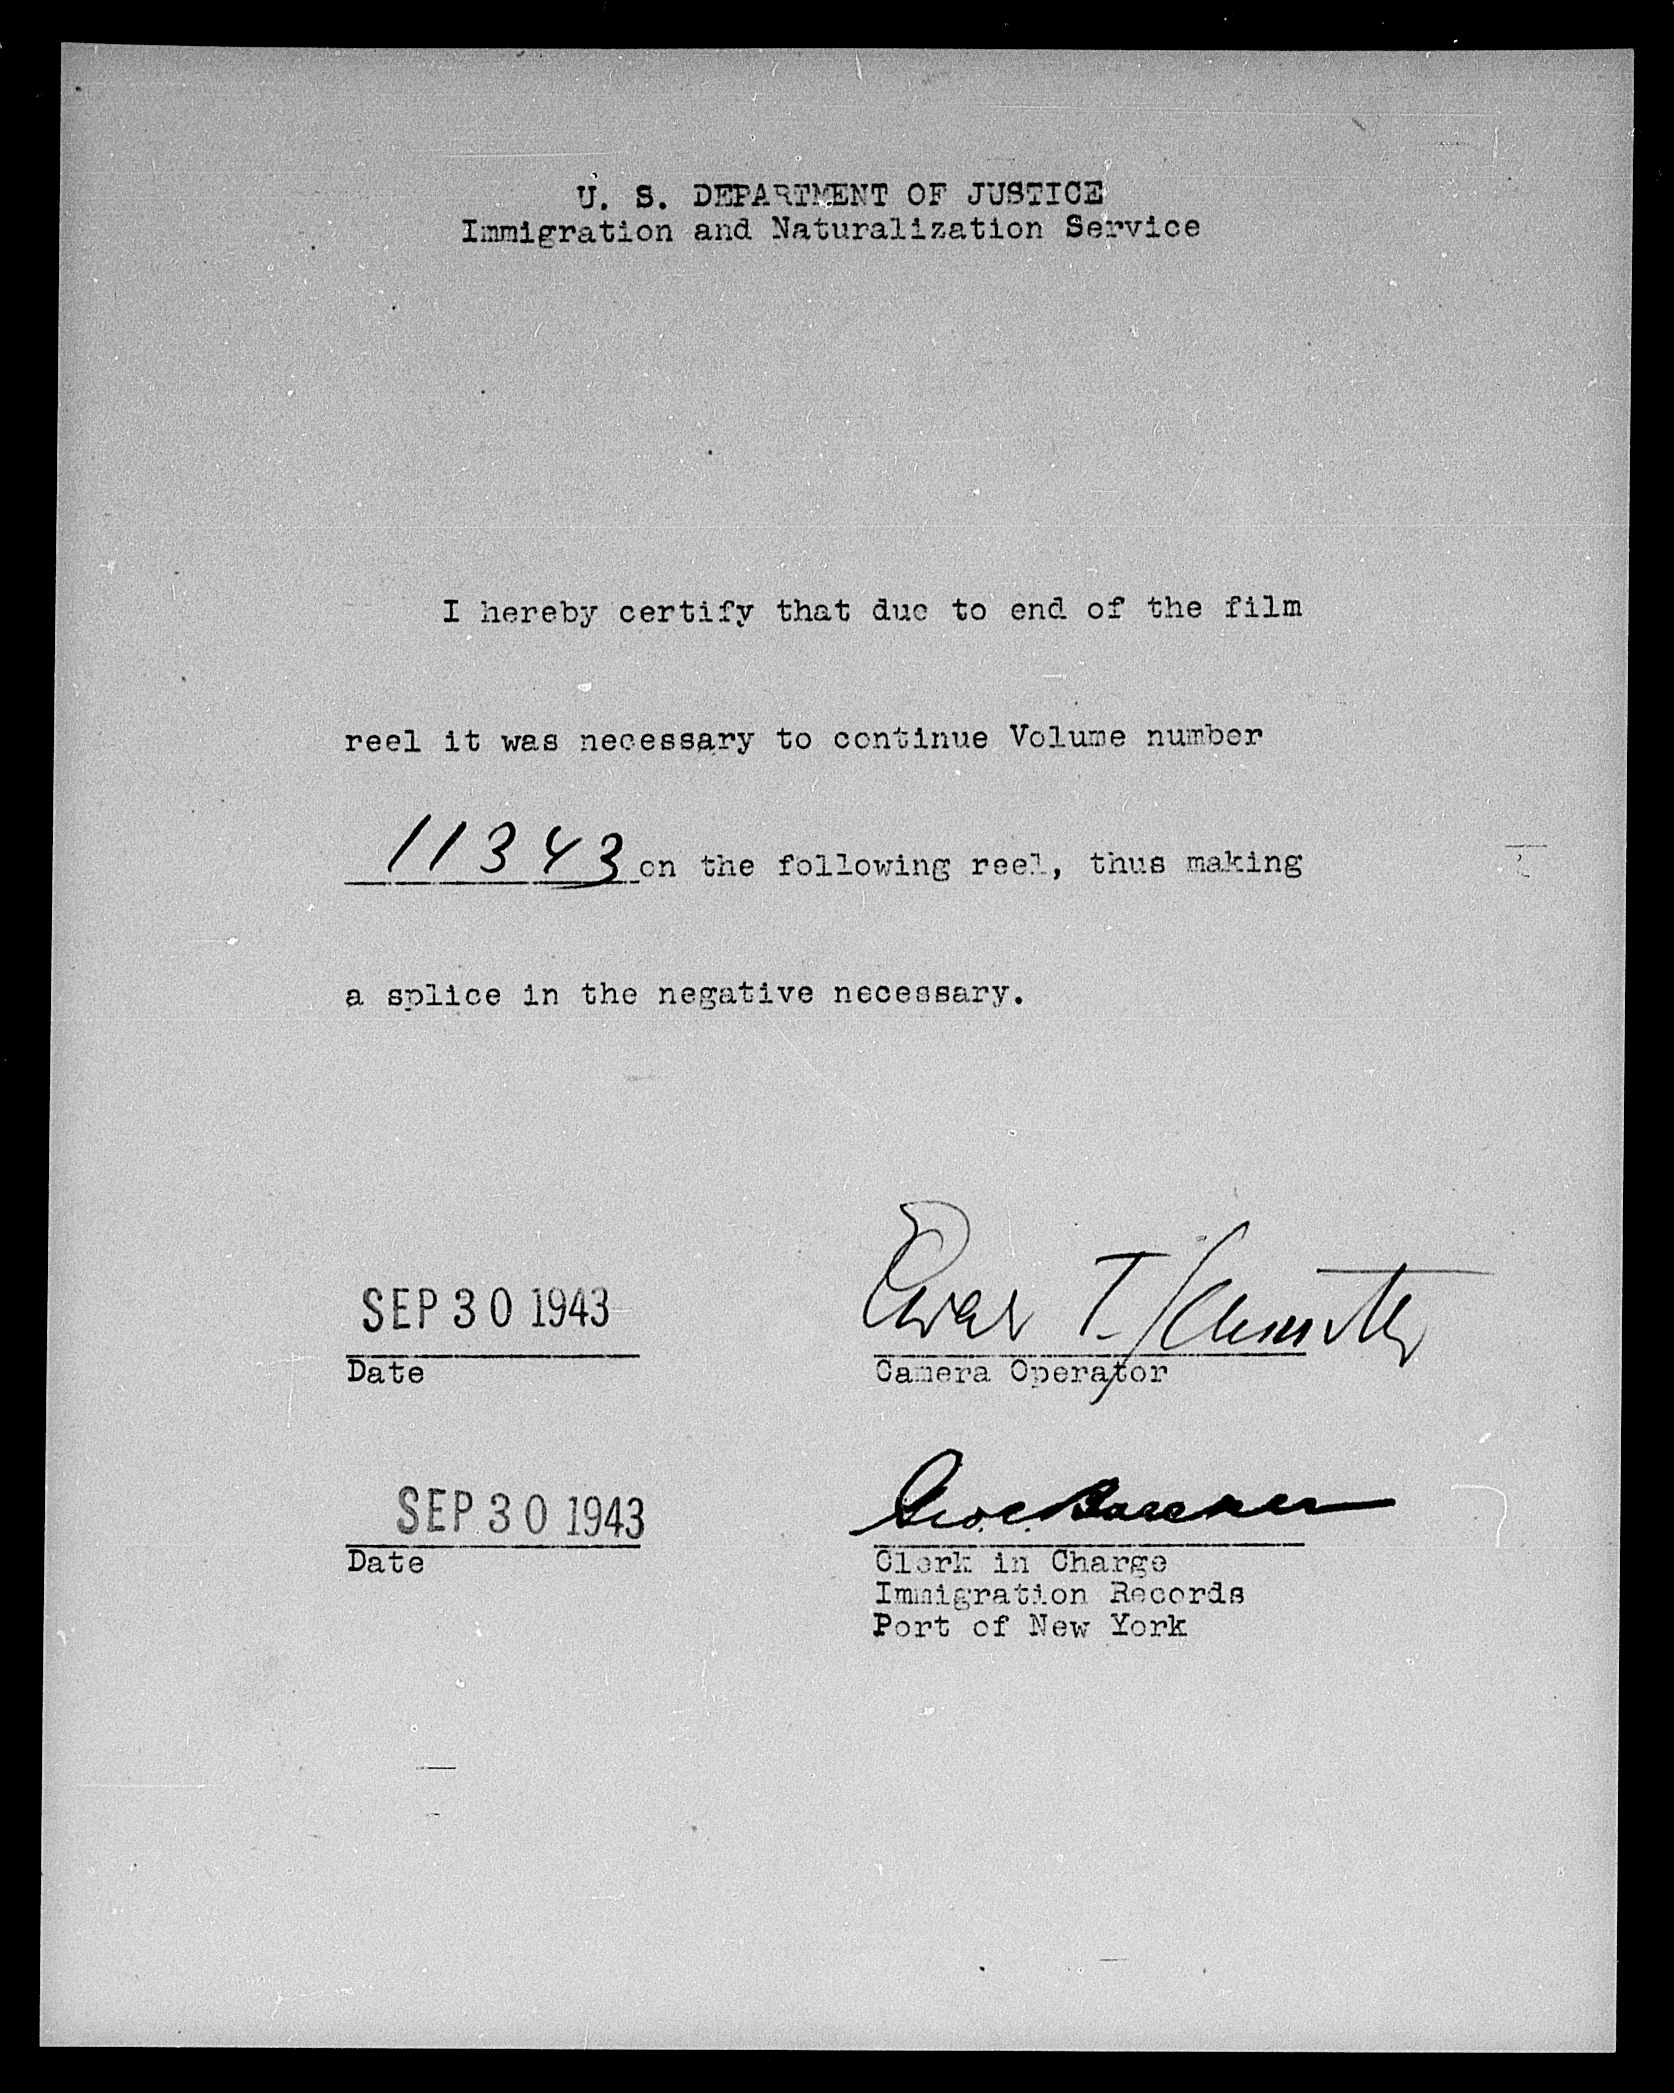 U. S. DEPARTMENT OF JUSTICE
Immigration and Naturalization Service
I hereby certify that due to end of the film
reel it was necessary to continue Volume number
11343 on the following reel, thus making
a splice in the negative necessary.
SEP 30 1943
Date
T. Schmitt
Camera Operator
SEP 30 1943
Date
Geo. C.
Clerk in Charge
Immigration Records
Port of New York